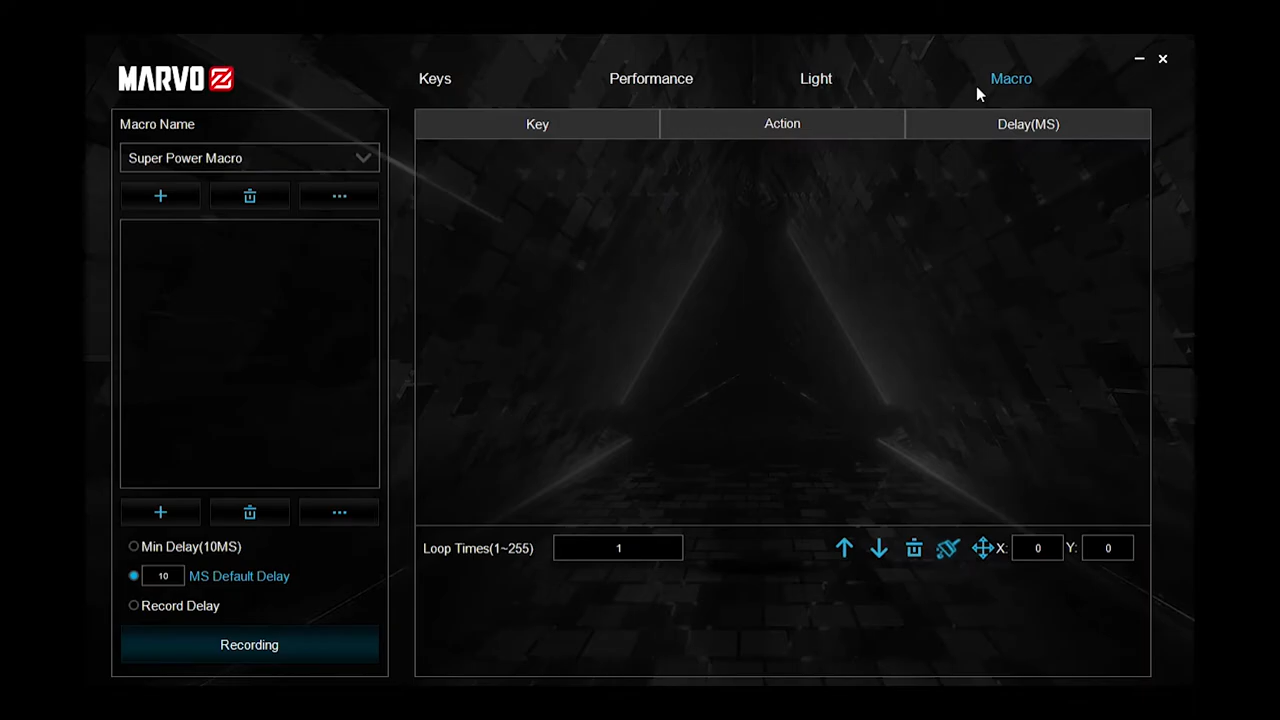 MARVO Z
Keys
Performance
Light
Macro
Macro Name
Super Power Macro
Key
Action
Delay(MS)
Loop Times(1~255)
1
X:
0
Y:
0
Min Delay(10MS)
10 MS Default Delay
Record Delay
Recording